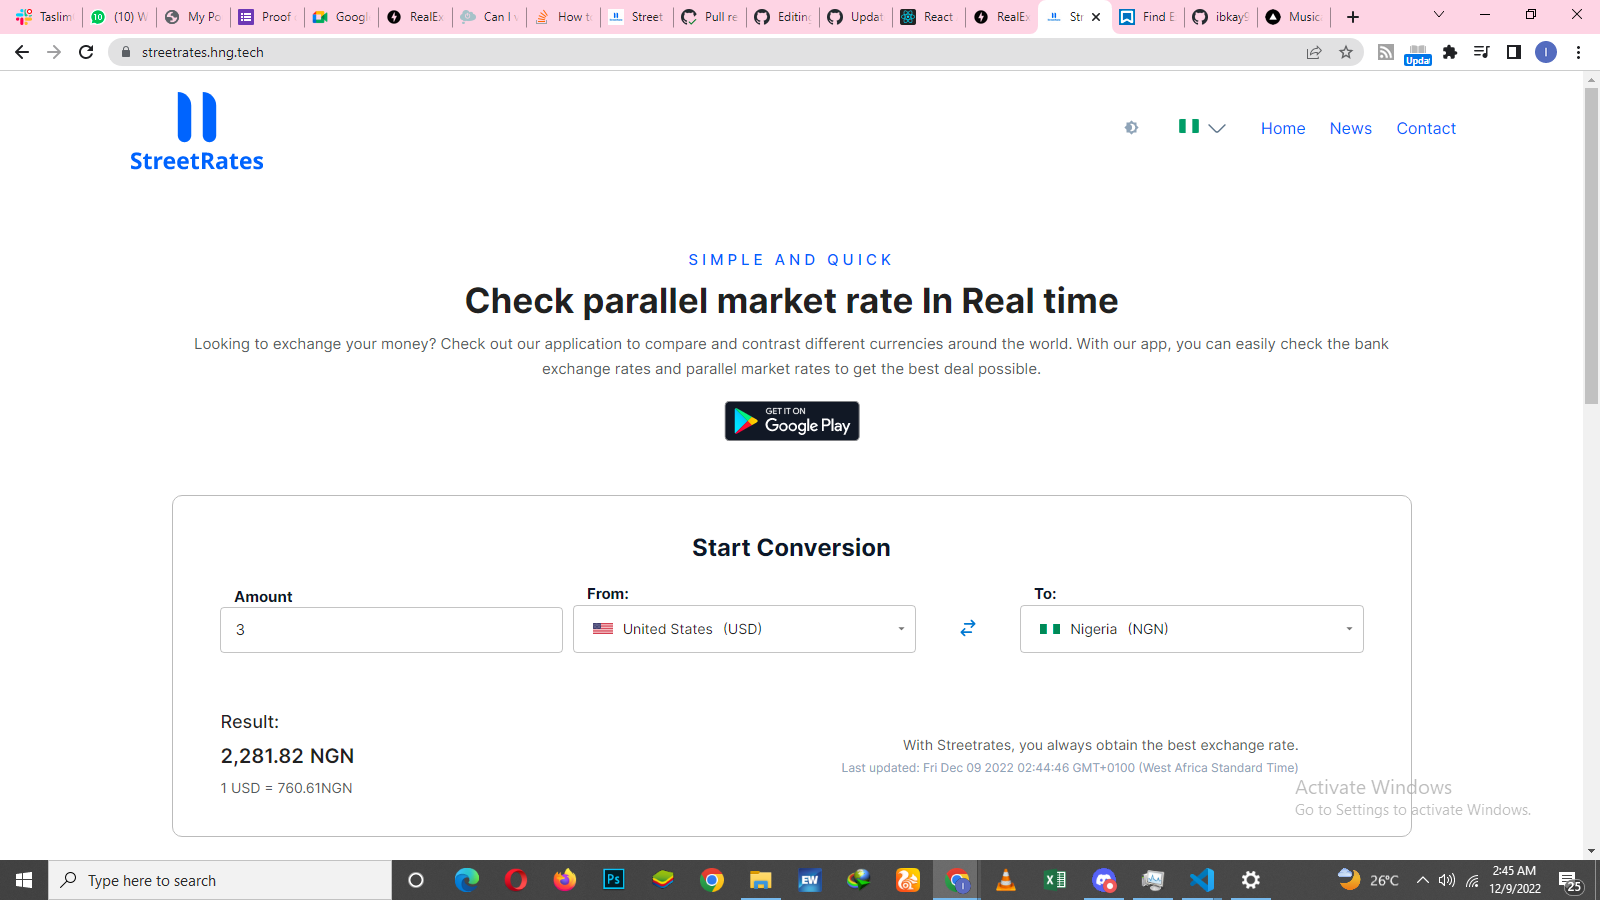 Taslim
(10) W
My Po
Proof
Google
RealEx
Can I
How to
Street
Pull re
Editing
Updat
React
RealEx
Str
Find E
ibkay9
Music
streetrates.hng.tech
Updat
I
StreetRates
Home
News
Contact
SIMPLE AND QUICK
Check parallel market rate In Real time
Looking to exchange your money? Check out our application to compare and contrast different currencies around the world. With our app, you can easily check the bank
exchange rates and parallel market rates to get the best deal possible.
GET IT ON
Google Play
Start Conversion
Amount
From:
To:
3
United States (USD)
Nigeria (NGN)
Result:
2,281.82 NGN
1 USD = 760.61NGN
With Streetrates, you always obtain the best exchange rate.
Last updated: Fri Dec 09 2022 02:44:46 GMT+0100 (West Africa Standard Time)
Activate Windows
Go to Settings to activate Windows.
Type here to search
Ps
EW
26°C
2:45 AM
12/9/2022
25